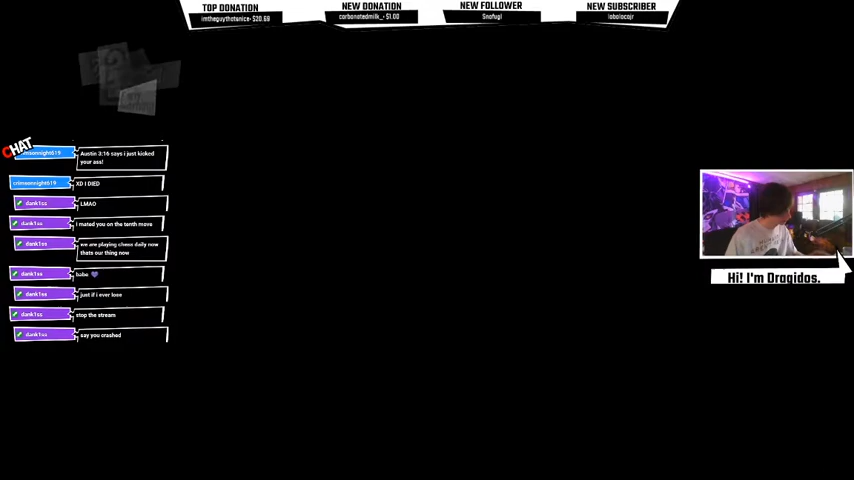 TOP DONATION
imtheguythatnice• $20.69
NEW DONATION
carbonatedmilk_• $1.00
NEW FOLLOWER
Snafugl
NEW SUBSCRIBER
lobolocojr
CHAT
Austin 3:16 says i just kicked
your ass!
crimsonnight619
XD I DIED
dank1ss
LMAO
dank1ss
I mated you on the tenth move
dank1ss
we are playing chess daily now
thats our thing now
dank1ss
babe 💜
dank1ss
just if i ever lose
dank1ss
stop the stream
dank1ss
say you crashed
Hi! I'm Dragidos.